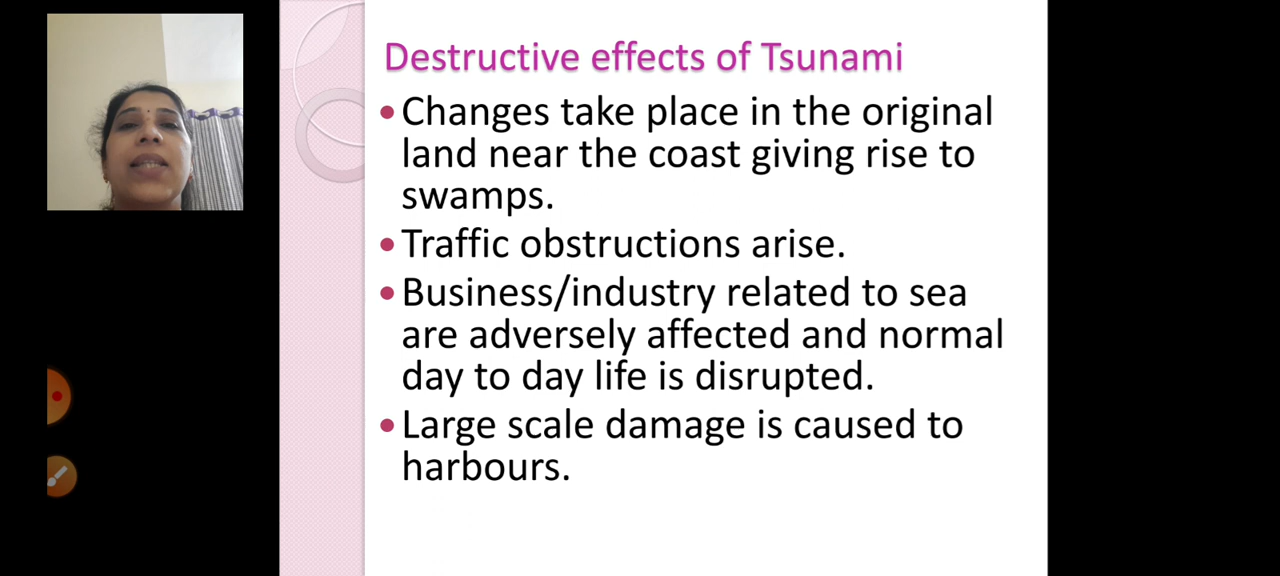 Destructive effects of Tsunami
• Changes take place in the original
land near the coast giving rise to
swamps.
• Traffic obstructions arise.
• Business/industry related to sea
are adversely affected and normal
day to day life is disrupted.
• Large scale damage is caused to
harbours.